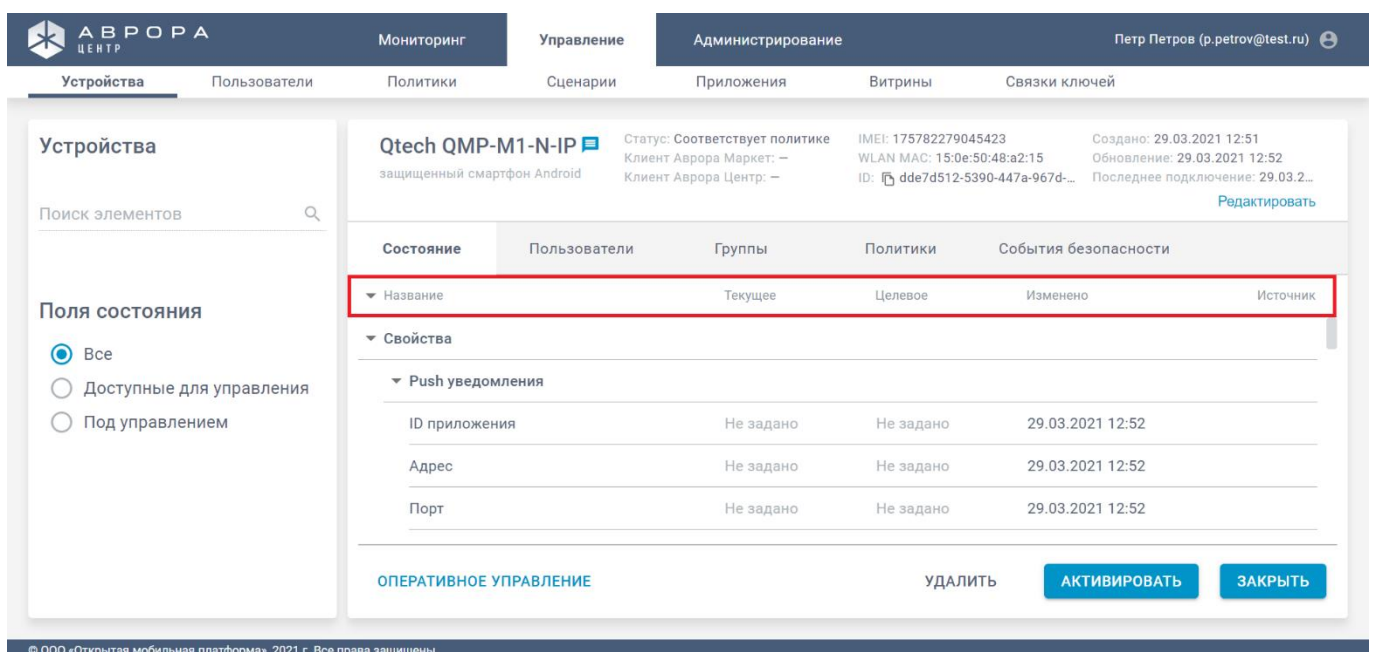 АВРОРА
ЦЕНТР
Мониторинг Управление Администрирование Петр Петров (p.petrov@test.ru)
Устройства Пользователи Политики Сценарии Приложения Витрины Связки ключей
Устройства
Поиск элементов
Поля состояния
Все
Доступные для управления
Под управлением
Qtech QMP-M1-N-IP
защищенный смартфон Android
Статус: Соответствует политике
Клиент Аврора Маркет: —
Клиент Аврора Центр: —
IMEI: 175782279045423
WLAN MAC: 15:0e:50:48:a2:15
ID: dde7d512-5390-447a-967d-...
Создано: 29.03.2021 12:51
Обновление: 29.03.2021 12:52
Последнее подключение: 29.03.2...
Редактировать
Состояние Пользователи Группы Политики События безопасности
Название Текущее Целевое Изменено Источник
Свойства
Push уведомления
ID приложения Не задано Не задано 29.03.2021 12:52
Адрес Не задано Не задано 29.03.2021 12:52
Порт Не задано Не задано 29.03.2021 12:52
ОПЕРАТИВНОЕ УПРАВЛЕНИЕ УДАЛИТЬ АКТИВИРОВАТЬ ЗАКРЫТЬ
© ООО «Открытая мобильная платформа», 2021 г. Все права защищены